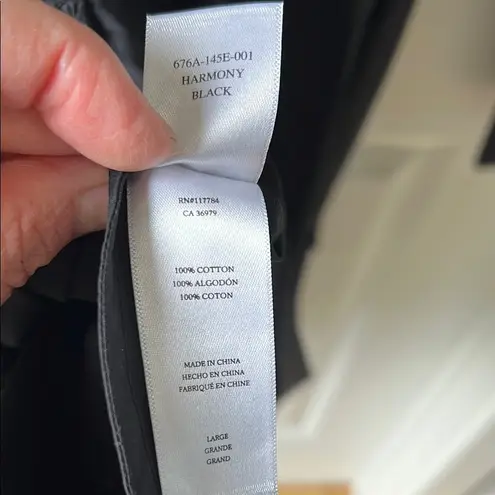 676A-145E-001
HARMONY
BLACK
RN#117784
CA 36979
100% COTTON
100% ALGODÓN
100% COTON
MADE IN CHINA
HECHO EN CHINA
FABRIQUÉ EN CHINE
LARGE
GRANDE
GRAND